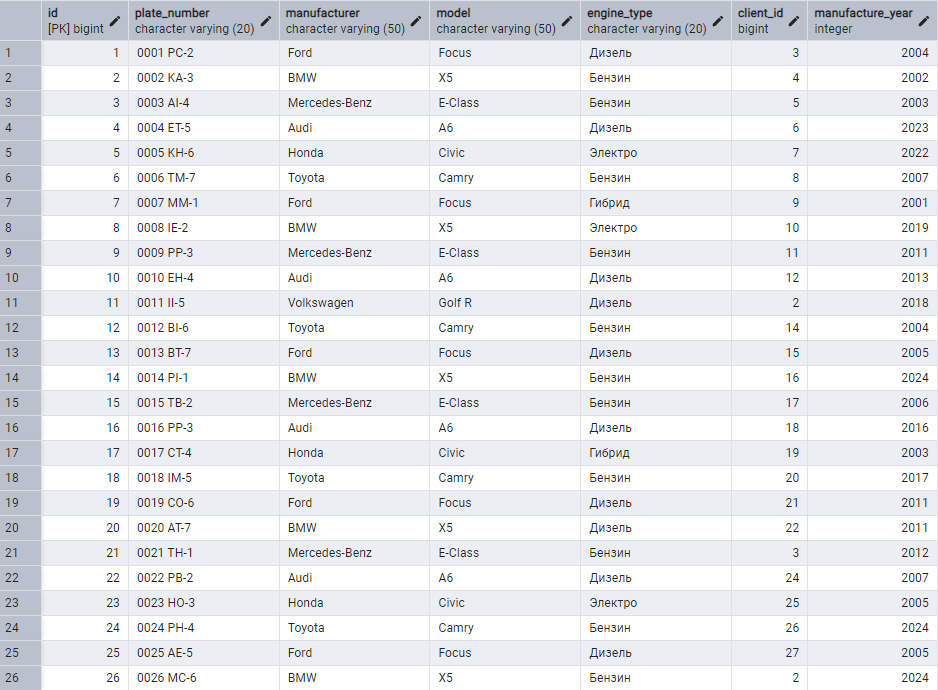 id plate_number manufacturer model engine_type client_id manufacture_year
[PK] bigint character varying (20) character varying (50) character varying (50) character varying (20) bigint integer
1 1 0001 PC-2 Ford Focus Дизель 3 2004
2 2 0002 KA-3 BMW X5 Бензин 4 2002
3 3 0003 AI-4 Mercedes-Benz E-Class Бензин 5 2003
4 4 0004 ET-5 Audi A6 Дизель 6 2023
5 5 0005 KH-6 Honda Civic Электро 7 2022
6 6 0006 TM-7 Toyota Camry Бензин 8 2007
7 7 0007 MM-1 Ford Focus Гибрид 9 2001
8 8 0008 IE-2 BMW X5 Электро 10 2019
9 9 0009 PP-3 Mercedes-Benz E-Class Бензин 11 2011
10 10 0010 EH-4 Audi A6 Дизель 12 2013
11 11 0011 II-5 Volkswagen Golf R Дизель 2 2018
12 12 0012 BI-6 Toyota Camry Бензин 14 2004
13 13 0013 BT-7 Ford Focus Дизель 15 2005
14 14 0014 PI-1 BMW X5 Бензин 16 2024
15 15 0015 TB-2 Mercedes-Benz E-Class Бензин 17 2006
16 16 0016 PP-3 Audi A6 Дизель 18 2016
17 17 0017 CT-4 Honda Civic Гибрид 19 2003
18 18 0018 IM-5 Toyota Camry Бензин 20 2017
19 19 0019 CO-6 Ford Focus Дизель 21 2011
20 20 0020 AT-7 BMW X5 Дизель 22 2011
21 21 0021 TH-1 Mercedes-Benz E-Class Бензин 3 2012
22 22 0022 PB-2 Audi A6 Дизель 24 2007
23 23 0023 HO-3 Honda Civic Электро 25 2005
24 24 0024 PH-4 Toyota Camry Бензин 26 2024
25 25 0025 AE-5 Ford Focus Дизель 27 2005
26 26 0026 MC-6 BMW X5 Бензин 2 2024